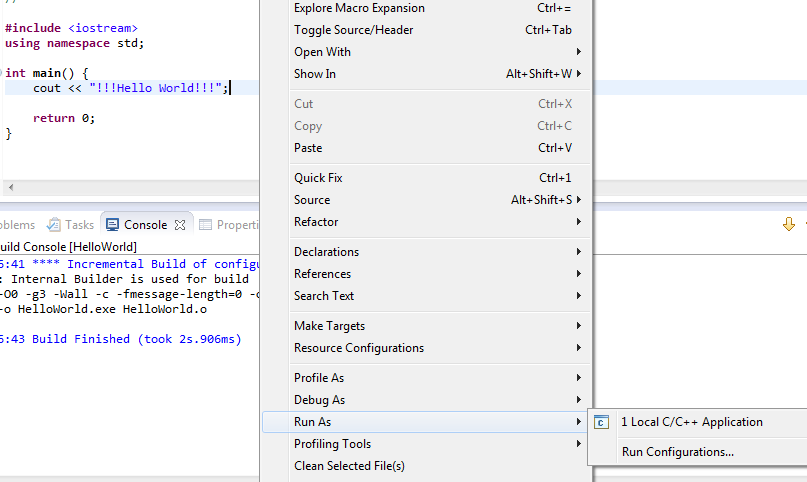 //
#include <iostream>
using namespace std;
int main() {
cout << "!!!Hello World!!!";
return 0;
}
Explore Macro Expansion Ctrl+=
Toggle Source/Header Ctrl+Tab
Open With
Show In Alt+Shift+W
Cut Ctrl+X
Copy Ctrl+C
Paste Ctrl+V
Quick Fix Ctrl+1
Source Alt+Shift+S
Refactor
Declarations
References
Search Text
Make Targets
Resource Configurations
Profile As
Debug As
Run As
Profiling Tools
Clean Selected File(s)
1 Local C/C++ Application
Run Configurations...
oblems Tasks Console Properti
uild Console [HelloWorld]
5:41 **** Incremental Build of configu
: Internal Builder is used for build
-O0 -g3 -Wall -c -fmessage-length=0 -o
-o HelloWorld.exe HelloWorld.o
5:43 Build Finished (took 2s.906ms)